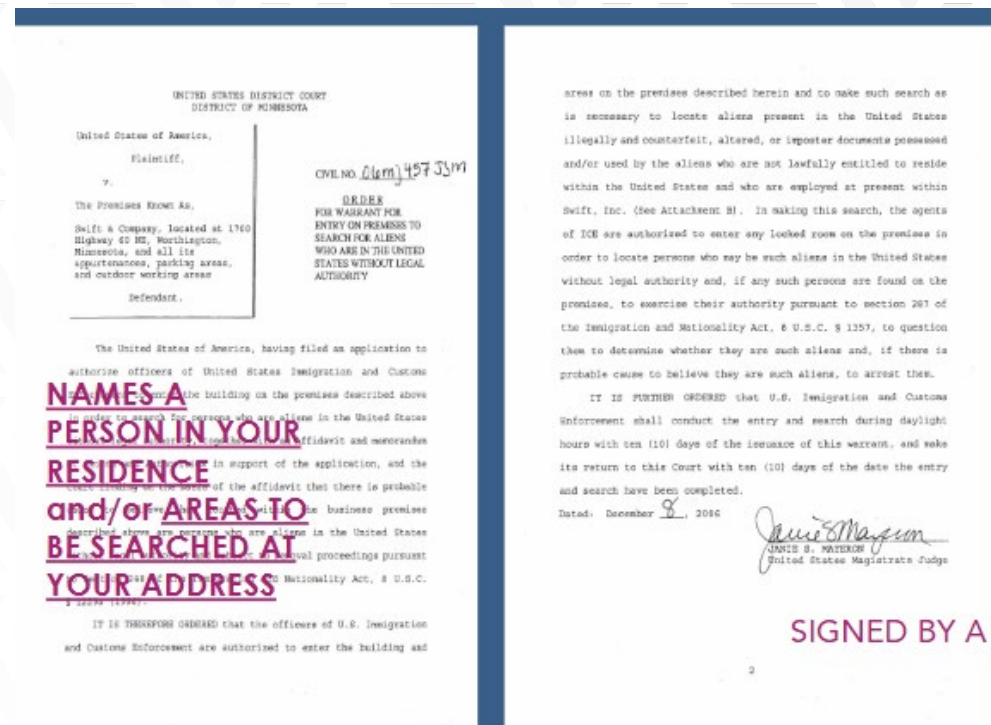 UNITED STATES DISTRICT COURT
DISTRICT OF MINNESOTA
United States of America,
Plaintiff,
v.
The Premises Known As,
Swift & Company, located at 1760
Highway 60 NE, Worthington,
Minnesota, and all its
appurtenances, parking areas,
and outdoor working areas
Defendant.
CIVIL NO.
ORDER
FOR WARRANT FOR
ENTRY ON PREMISES TO
SEARCH FOR ALIENS
WHO ARE IN THE UNITED
STATES WITHOUT LEGAL
AUTHORITY
The United States of America, having filed an application to
authorize officers of United States Immigration and Customs
the building on the premises described above
in order to search for persons who are aliens in the United States
affidavit and memorandum
in support of the application, and the
of the affidavit that there is probable
business premises
described above are persons who are aliens in the United States
removal proceedings pursuant
Nationality Act, 8 U.S.C.
IT IS THEREFORE ORDERED that the officers of U.S. Immigration
and Customs Enforcement are authorized to enter the building and
NAMES A
PERSON IN YOUR
RESIDENCE
and/or AREAS TO
BE SEARCHED AT
YOUR ADDRESS
areas on the premises described herein and to make such search as
is necessary to locate aliens present in the United States
illegally and counterfeit, altered, or imposter documents possessed
and/or used by the aliens who are not lawfully entitled to reside
within the United States and who are employed at present within
Swift, Inc. (See Attachment B). In making this search, the agents
of ICE are authorized to enter any locked room on the premises in
order to locate persons who may be such aliens in the United States
without legal authority and, if any such persons are found on the
premises, to exercise their authority pursuant to section 287 of
the Immigration and Nationality Act, 8 U.S.C. § 1357, to question
them to determine whether they are such aliens and, if there is
probable cause to believe they are such aliens, to arrest them.
IT IS FURTHER ORDERED that U.S. Immigration and Customs
Enforcement shall conduct the entry and search during daylight
hours with ten (10) days of the issuance of this warrant, and make
its return to this Court with ten (10) days of the date the entry
and search have been completed.
Dated: December 8, 2006
JANIE S. MAYERON
United States Magistrate Judge
SIGNED BY A
2